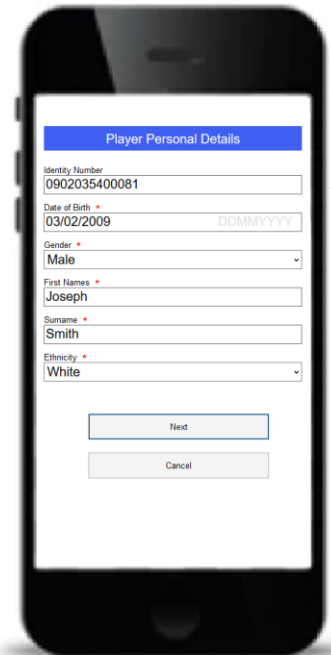 Player Personal Details
Identity Number
0902035400081
Date of Birth *
03/02/2009 DDMMYYYY
Gender *
Male
First Names *
Joseph
Surname *
Smith
Ethnicity *
White
Next
Cancel